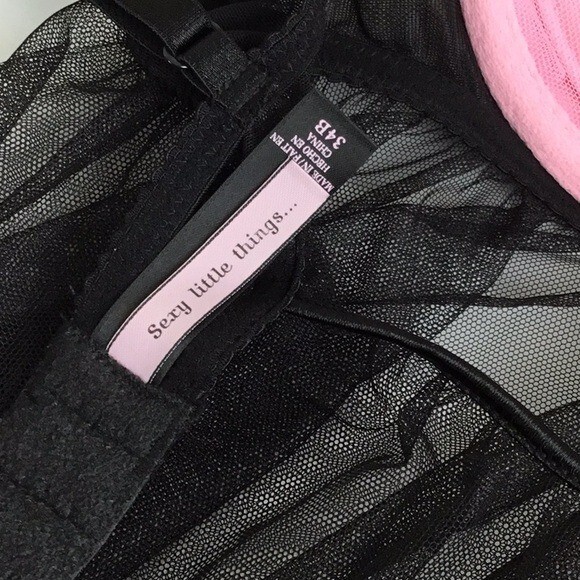 34B
MADE IN/FAIT EN
HECHO EN
CHINA
Sexy little things...